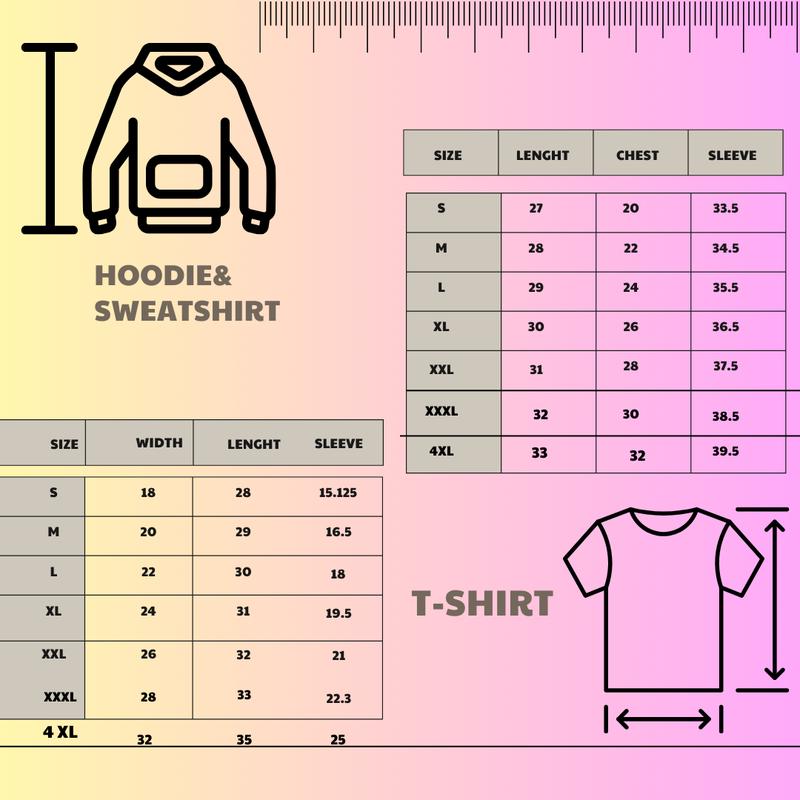 SIZE LENGHT CHEST SLEEVE
S 27 20 33.5
M 28 22 34.5
L 29 24 35.5
XL 30 26 36.5
XXL 31 28 37.5
XXXL 32 30 38.5
4XL 33 32 39.5
HOODIE&
SWEATSHIRT
SIZE WIDTH LENGHT SLEEVE
S 18 28 15.125
M 20 29 16.5
L 22 30 18
XL 24 31 19.5
XXL 26 32 21
XXXL 28 33 22.3
4 XL 32 35 25
T-SHIRT